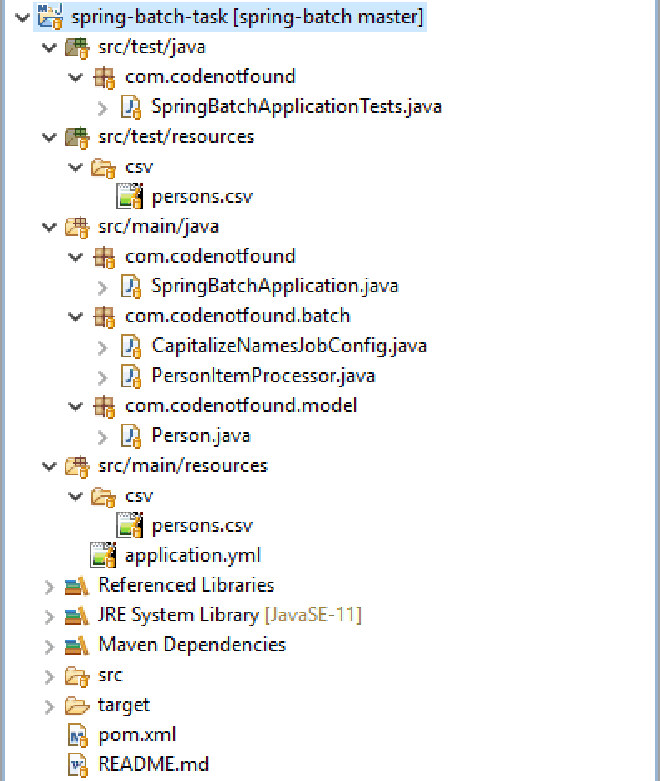 spring-batch-task [spring-batch master]
src/test/java
com.codenotfound
SpringBatchApplicationTests.java
src/test/resources
csv
persons.csv
src/main/java
com.codenotfound
SpringBatchApplication.java
com.codenotfound.batch
CapitalizeNamesJobConfig.java
PersonItemProcessor.java
com.codenotfound.model
Person.java
src/main/resources
csv
persons.csv
application.yml
Referenced Libraries
JRE System Library [JavaSE-11]
Maven Dependencies
src
target
pom.xml
README.md